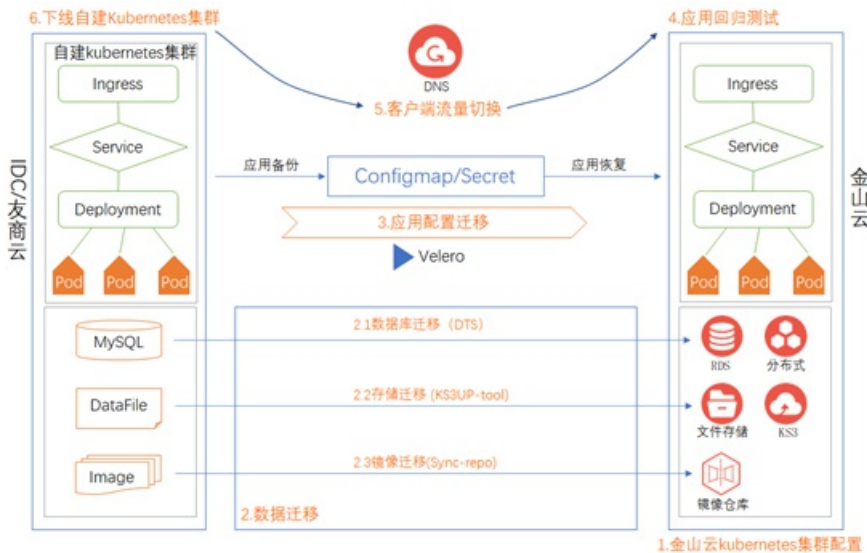 6.下线自建Kubernetes集群
4.应用回归测试
自建kubernetes集群
DNS
5.客户端流量切换
Ingress
Service
Deployment
Pod
Pod
Pod
IDC/友商云
应用备份
Configmap/Secret
应用恢复
3.应用配置迁移
Velero
Ingress
Service
Deployment
Pod
Pod
Pod
金山云
MySQL
2.1数据库迁移（DTS)
RDS
分布式
DataFile
2.2存储迁移 (KS3UP-tool)
文件存储
KS3
Image
2.3镜像迁移(Sync-repo)
镜像仓库
2.数据迁移
1.金山云kubernetes集群配置